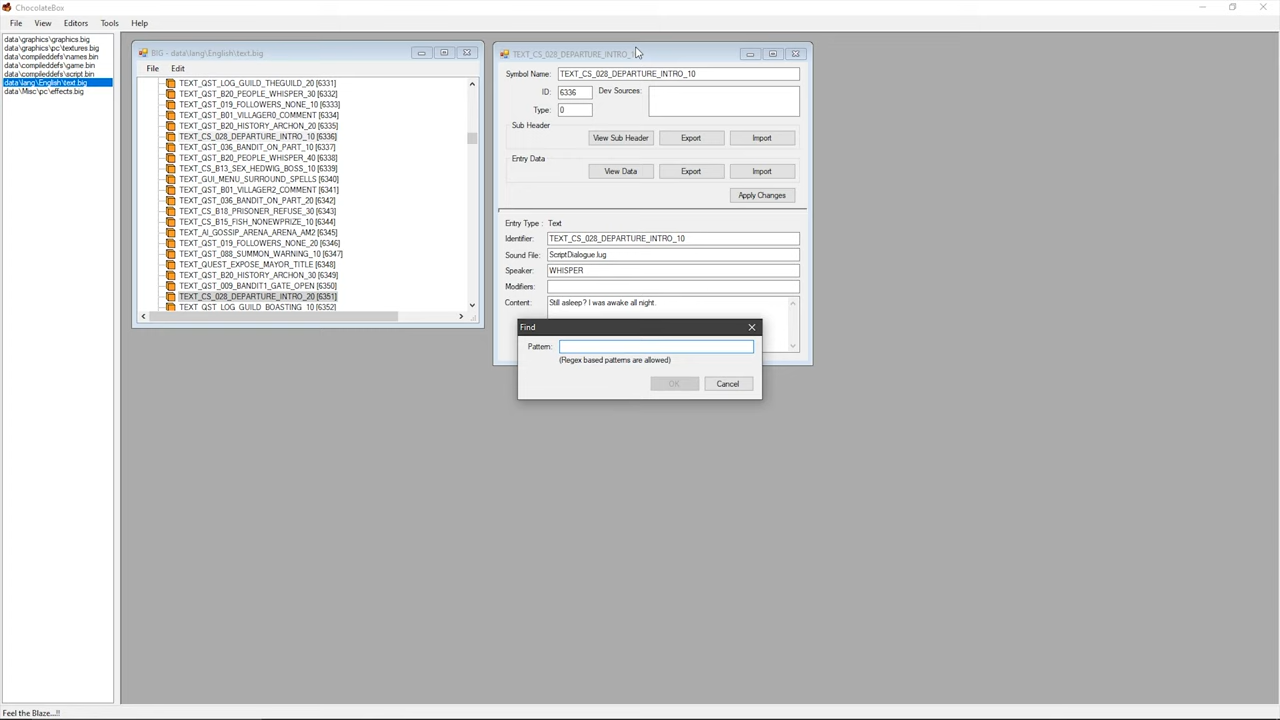 ChocolateBox
File View Editors Tools Help
data\graphics\graphics.big
data\graphics\pc\textures.big
data\compileddefs\names.bin
data\compileddefs\game.bin
data\compileddefs\script.bin
data\lang\English\text.big
data\Misc\pc\effects.big
BIG - data\lang\English\text.big
File Edit
TEXT_QST_LOG_GUILD_THEGUILD_20 [6331]
TEXT_QST_B20_PEOPLE_WHISPER_30 [6332]
TEXT_QST_019_FOLLOWERS_NONE_10 [6333]
TEXT_QST_B01_VILLAGER0_COMMENT [6334]
TEXT_QST_B20_HISTORY_ARCHON_20 [6335]
TEXT_CS_028_DEPARTURE_INTRO_10 [6336]
TEXT_QST_036_BANDIT_ON_PART_10 [6337]
TEXT_QST_B20_PEOPLE_WHISPER_40 [6338]
TEXT_CS_B13_SEX_HEDWIG_BOSS_10 [6339]
TEXT_GUI_MENU_SURROUND_SPELLS [6340]
TEXT_QST_B01_VILLAGER2_COMMENT [6341]
TEXT_QST_036_BANDIT_ON_PART_20 [6342]
TEXT_CS_B18_PRISONER_REFUSE_30 [6343]
TEXT_CS_B15_FISH_NONEWPRIZE_10 [6344]
TEXT_AI_GOSSIP_ARENA_ARENA_AM2 [6345]
TEXT_QST_019_FOLLOWERS_NONE_20 [6346]
TEXT_QST_088_SUMMON_WARNING_10 [6347]
TEXT_QUEST_EXPOSE_MAYOR_TITLE [6348]
TEXT_QST_B20_HISTORY_ARCHON_30 [6349]
TEXT_QST_009_BANDIT1_GATE_OPEN [6350]
TEXT_CS_028_DEPARTURE_INTRO_20 [6351]
TEXT_QST_LOG_GUILD_BOASTING_10 [6352]
TEXT_CS_028_DEPARTURE_INTRO_1
Symbol Name: TEXT_CS_028_DEPARTURE_INTRO_10
ID: 6336 Dev Sources:
Type: 0
Sub Header
View Sub Header Export Import
Entry Data
View Data Export Import
Apply Changes
Entry Type : Text
Identifier: TEXT_CS_028_DEPARTURE_INTRO_10
Sound File: ScriptDialogue.lug
Speaker: WHISPER
Modifiers:
Content: Still asleep? I was awake all night.
Find
Pattern:
(Regex based patterns are allowed)
OK Cancel
Feel the Blaze...!!